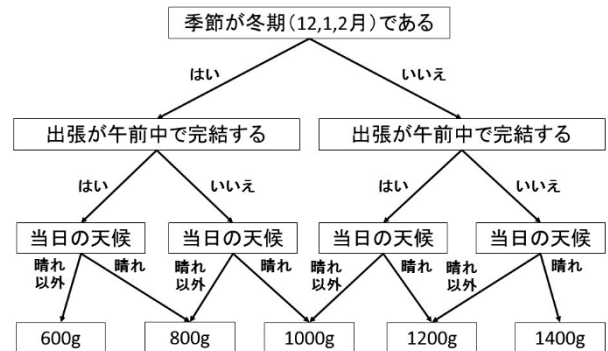 季節が冬期(12,1,2月)である
はい
いいえ
出張が午前中で完結する
出張が午前中で完結する
はい
いいえ
はい
いいえ
当日の天候
当日の天候
当日の天候
当日の天候
晴れ
以外
晴れ
晴れ
以外
晴れ
晴れ
以外
晴れ
晴れ
以外
晴れ
600g
800g
1000g
1200g
1400g